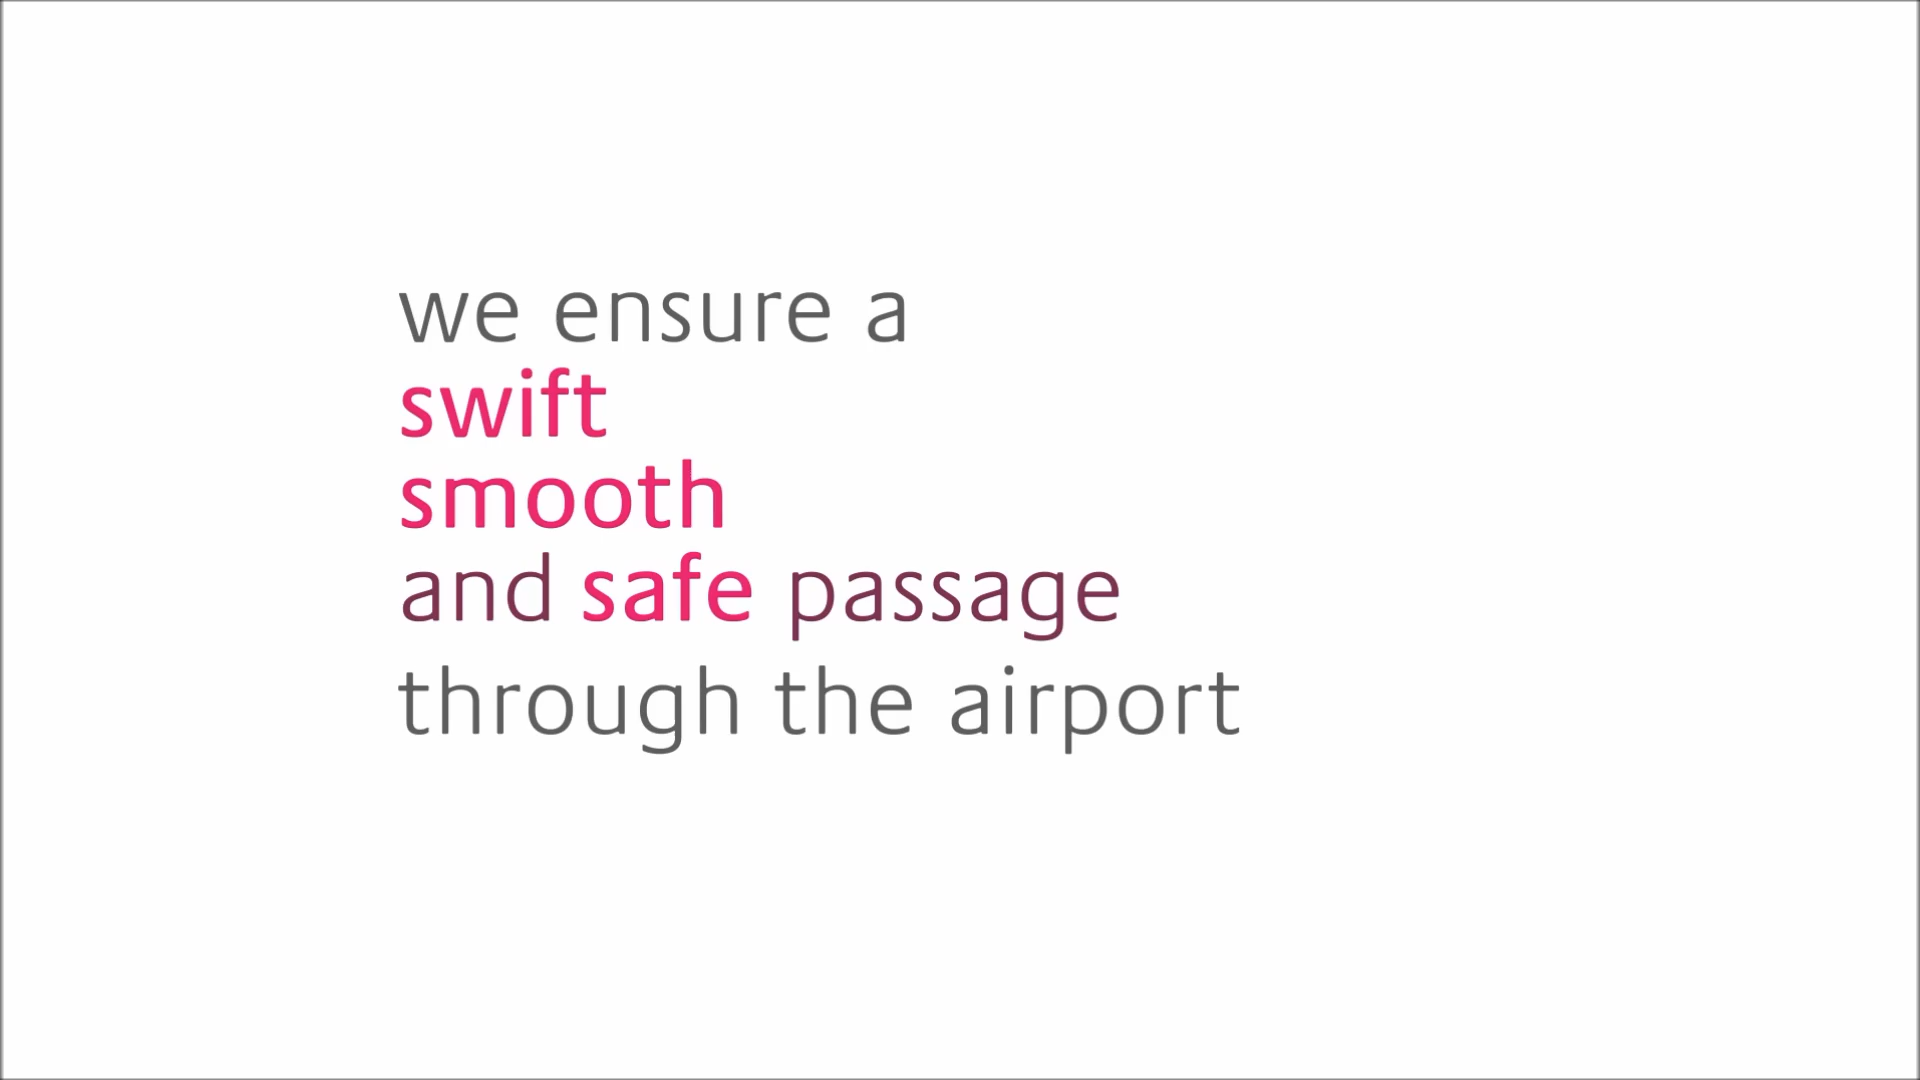 we ensure a
swift
smooth
and safe passage
through the airport